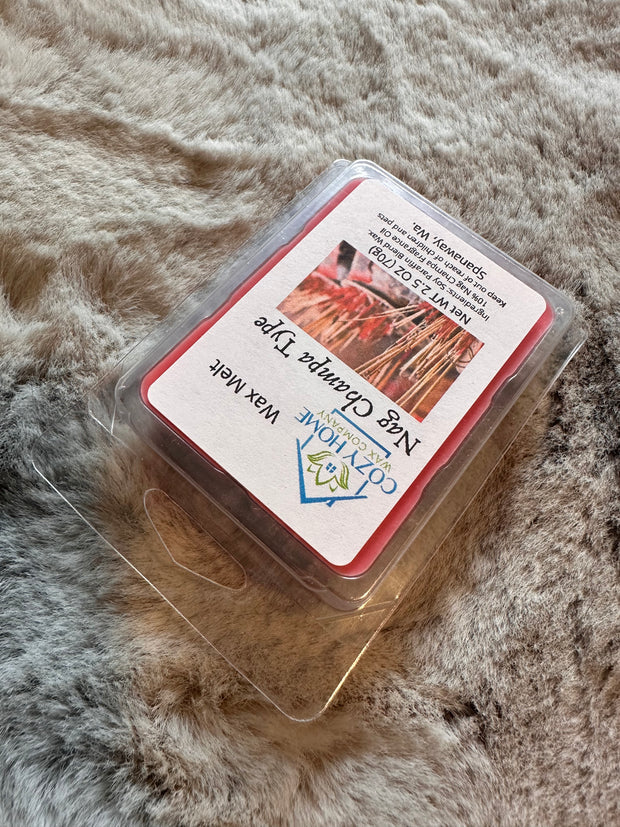 COZY HOME
WAX COMPANY
Wax Melt
Nag Champa Type
Net WT 2.5 OZ (70g)
Ingredients: Soy Paraffin Blend Wax.
10% Nag Champa Fragrance Oil
Keep out of reach of children and pets
Spanaway, Wa.